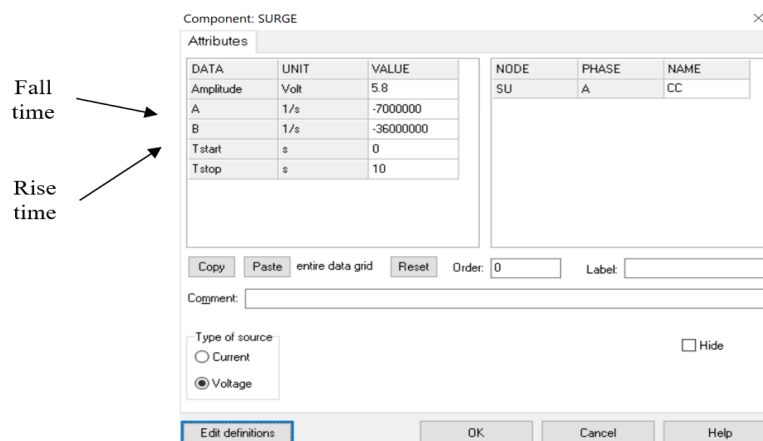 Component: SURGE
Attributes
DATA UNIT VALUE
Amplitude Volt 5.8
A 1/s -7000000
B 1/s -36000000
Tstart s 0
Tstop s 10
NODE PHASE NAME
SU A CC
Fall
time
Rise
time
Copy Paste entire data grid Reset Order: 0 Label:
Comment:
Type of source
Current
Voltage
Hide
Edit definitions OK Cancel Help